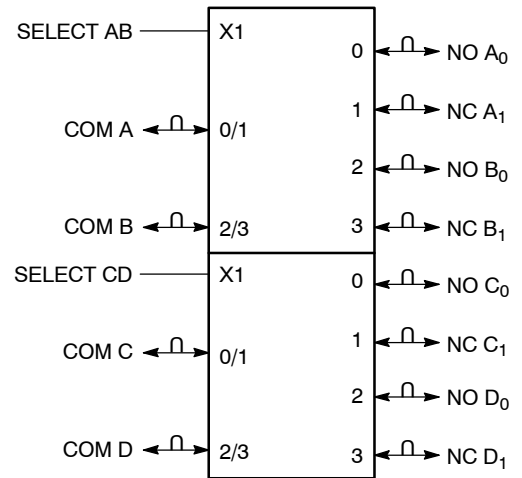 SELECT AB X1
0 NO A₀
1 NC A₁
COM A 0/1
2 NO B₀
COM B 2/3 3 NC B₁
SELECT CD X1
0 NO C₀
1 NC C₁
COM C 0/1
2 NO D₀
COM D 2/3 3 NC D₁